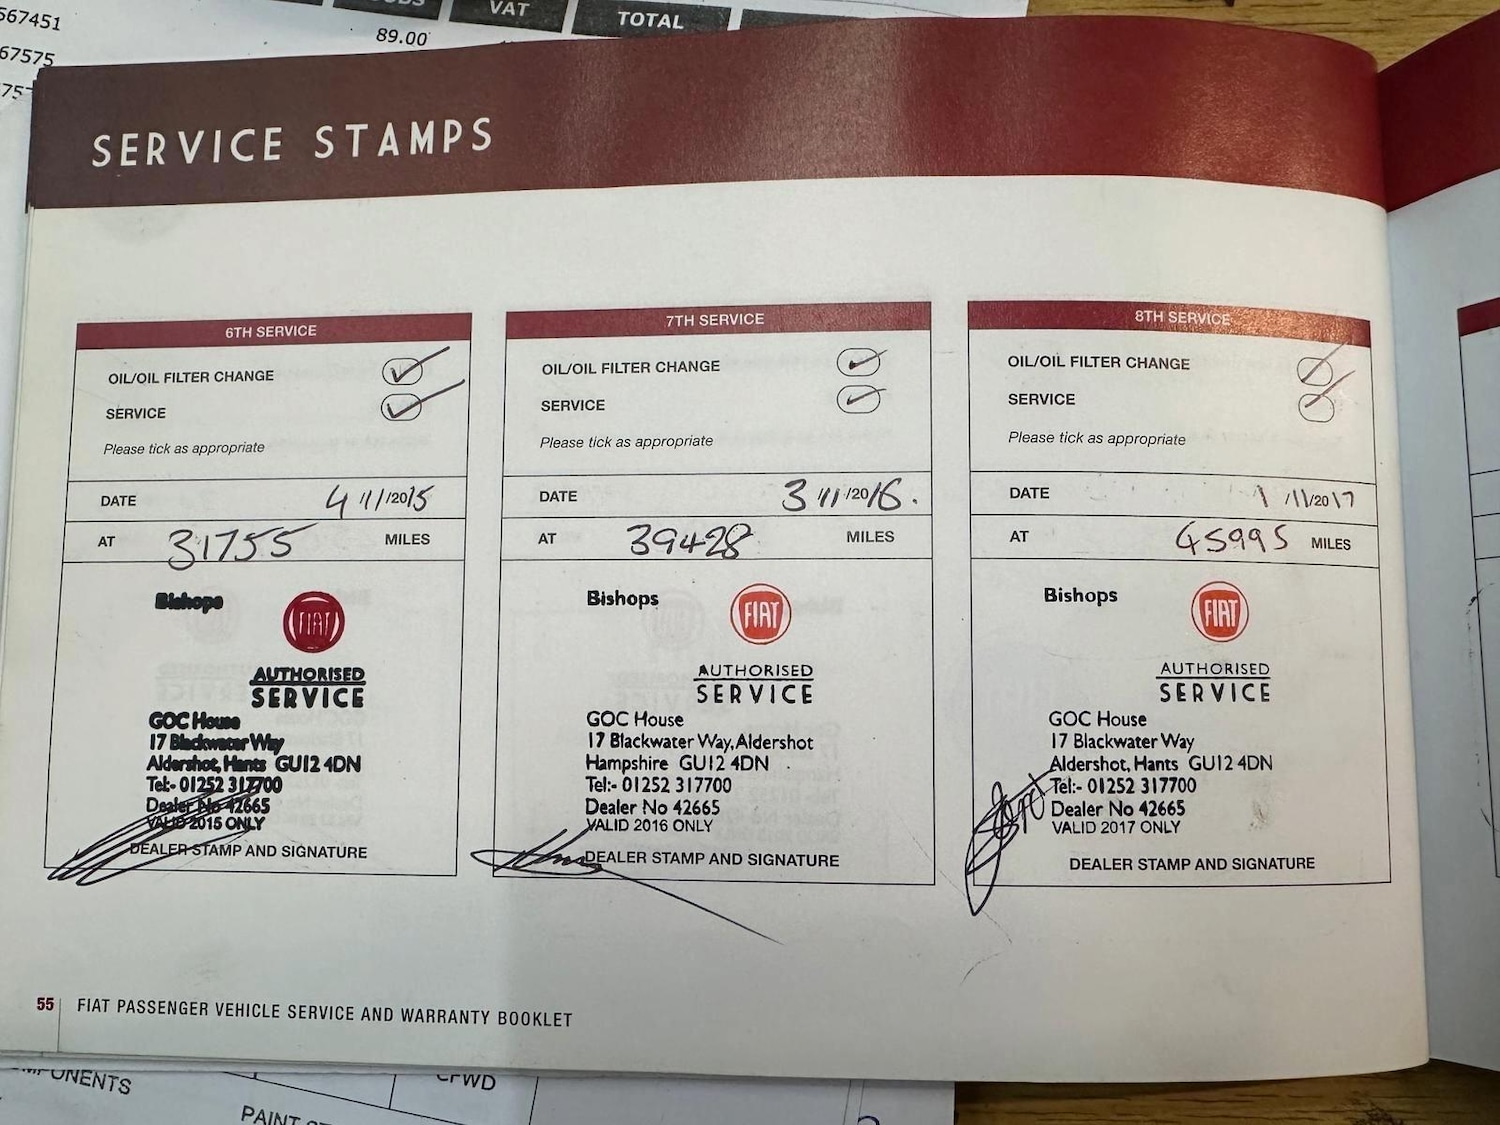 567451
67575
VAT
TOTAL
89.00
SERVICE STAMPS
6TH SERVICE
OIL/OIL FILTER CHANGE
SERVICE
Please tick as appropriate
DATE 4/11/2015
AT 31755 MILES
Bishops
FIAT
AUTHORISED
SERVICE
GOC House
17 Blackwater Way
Aldershot, Hants GU12 4DN
Tel:- 01252 317700
Dealer No 42665
VALID 2015 ONLY
DEALER STAMP AND SIGNATURE
7TH SERVICE
OIL/OIL FILTER CHANGE
SERVICE
Please tick as appropriate
DATE 3/11/2016.
AT 39428 MILES
Bishops
FIAT
AUTHORISED
SERVICE
GOC House
17 Blackwater Way, Aldershot
Hampshire GU12 4DN
Tel:- 01252 317700
Dealer No 42665
VALID 2016 ONLY
DEALER STAMP AND SIGNATURE
8TH SERVICE
OIL/OIL FILTER CHANGE
SERVICE
Please tick as appropriate
DATE 1/11/2017
AT 45995 MILES
Bishops
FIAT
AUTHORISED
SERVICE
GOC House
17 Blackwater Way
Aldershot, Hants GU12 4DN
Tel:- 01252 317700
Dealer No 42665
VALID 2017 ONLY
DEALER STAMP AND SIGNATURE
55 FIAT PASSENGER VEHICLE SERVICE AND WARRANTY BOOKLET
PAINT